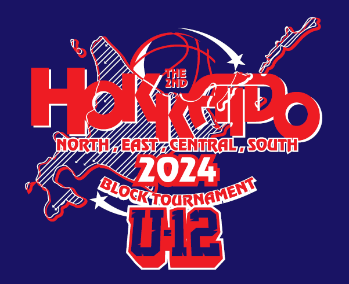 THE
2ND
HOKKAIDO
NORTH , EAST , CENTRAL , SOUTH
2024
BLOCK TOURNAMENT
U-12